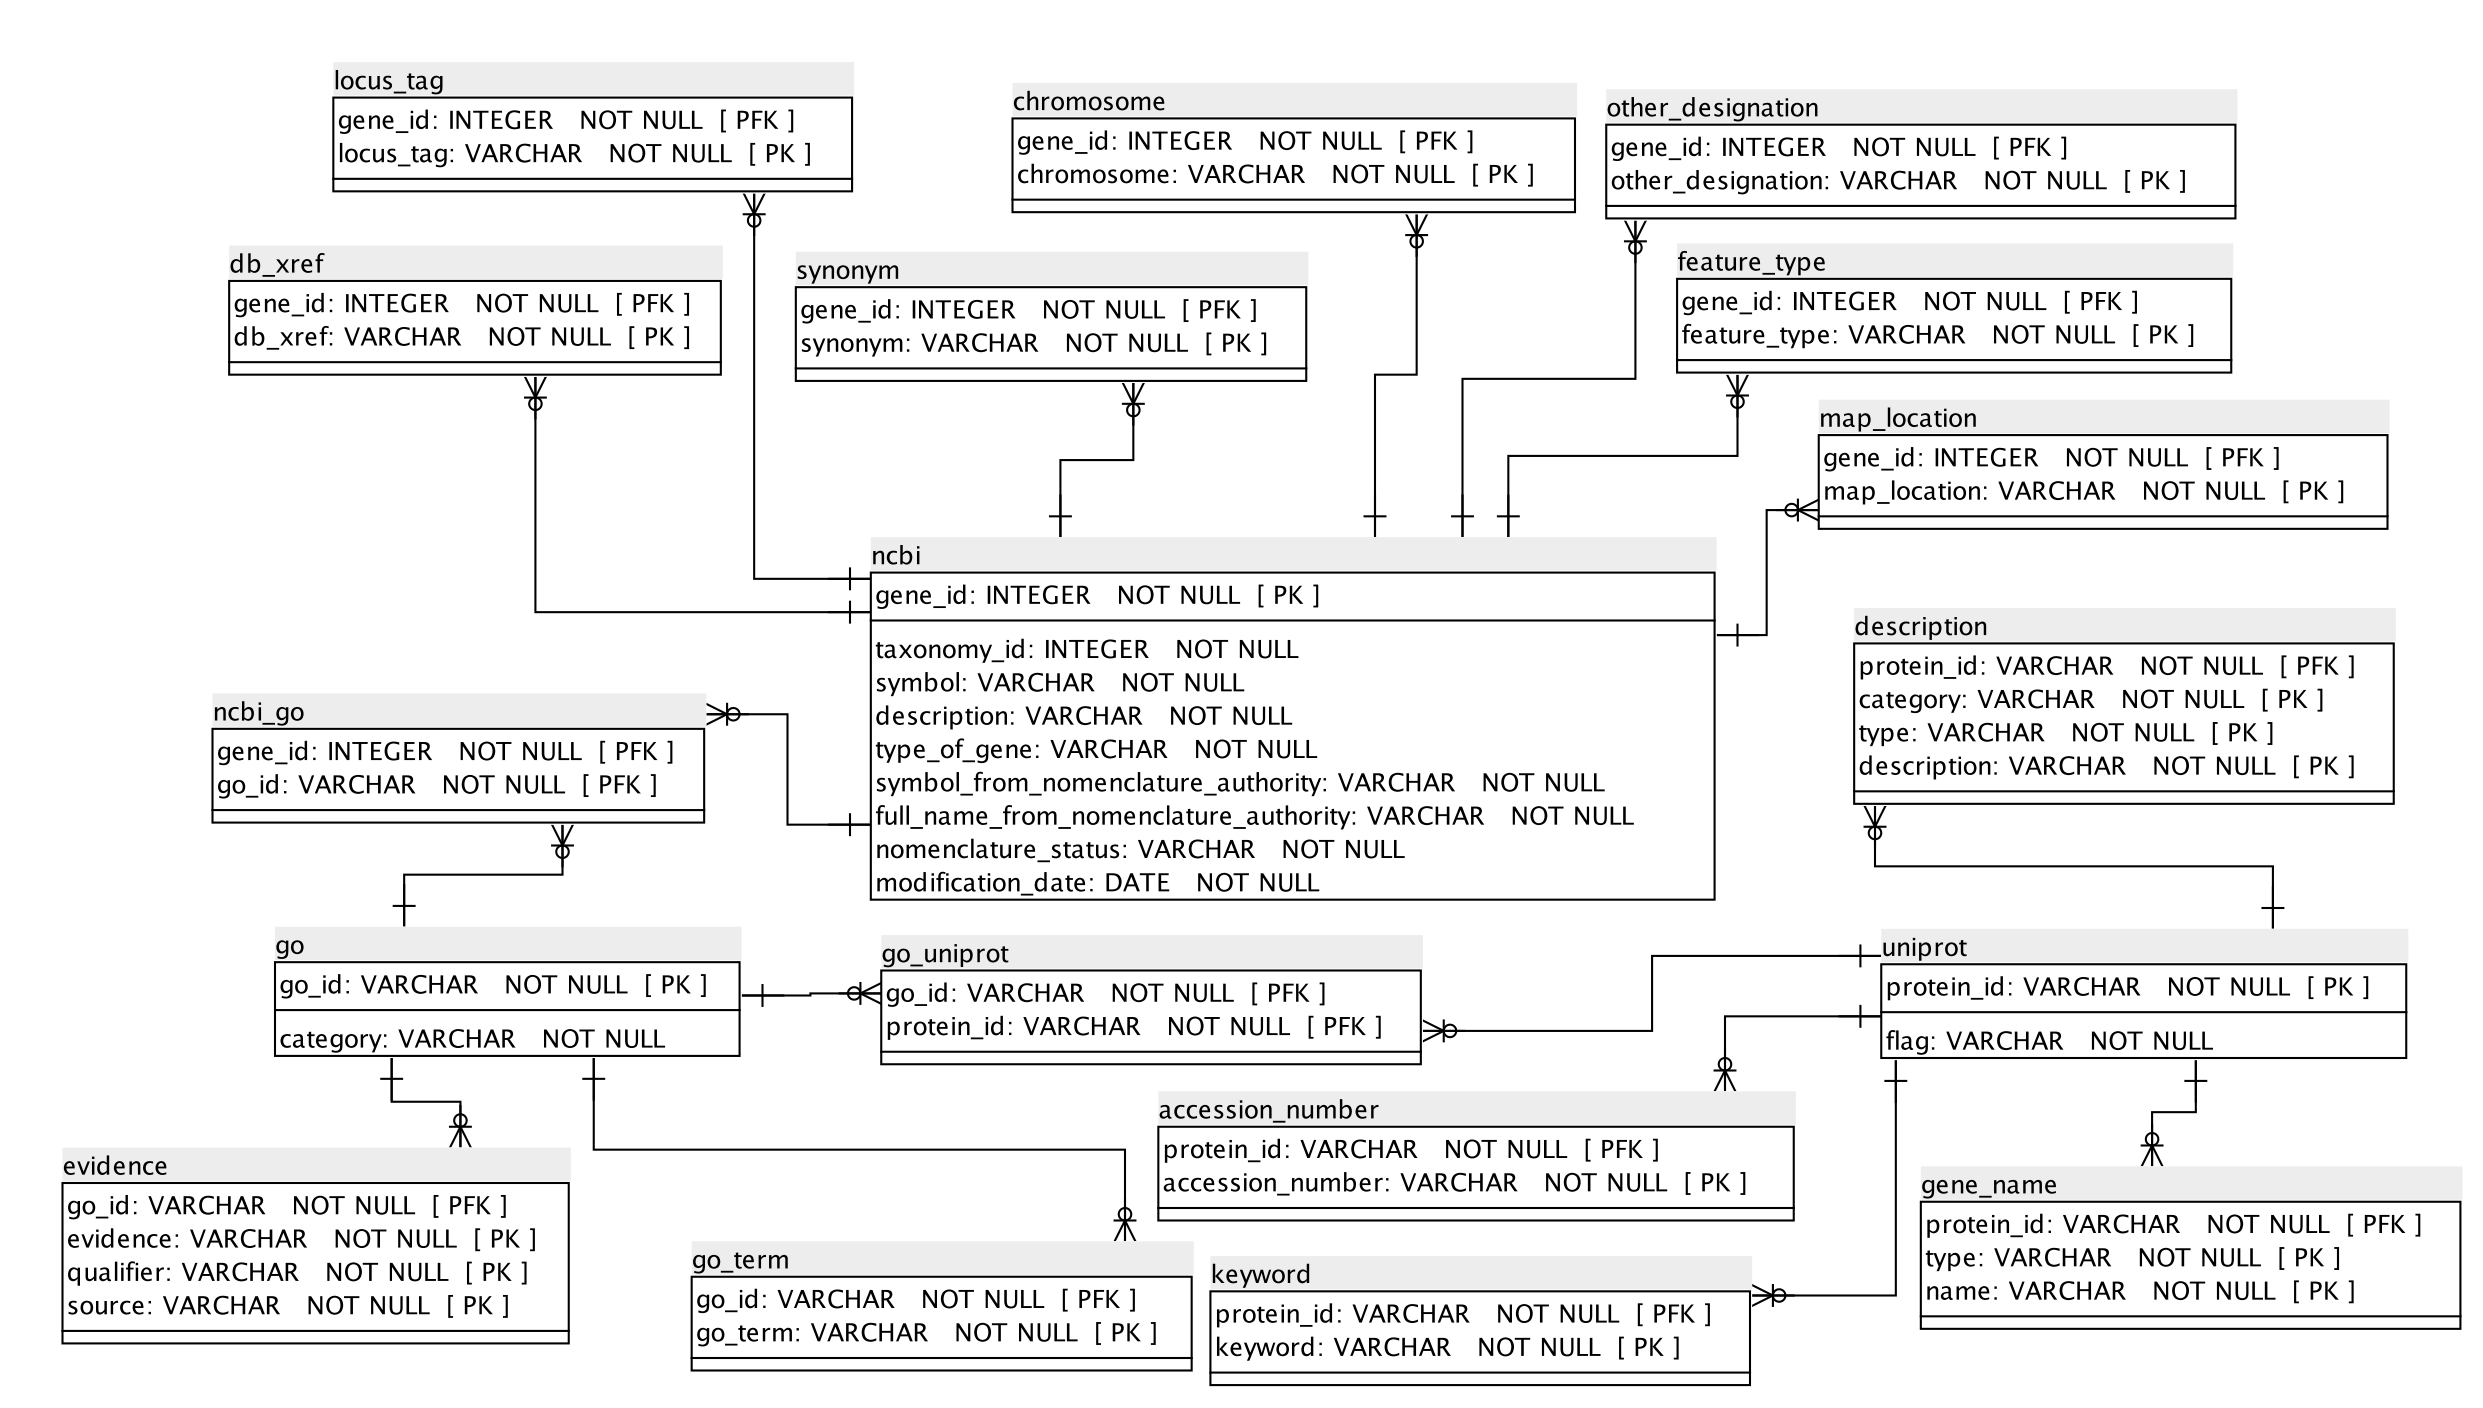 locus_tag
gene_id: INTEGER NOT NULL [ PFK ]
locus_tag: VARCHAR NOT NULL [ PK ]
chromosome
gene_id: INTEGER NOT NULL [ PFK ]
chromosome: VARCHAR NOT NULL [ PK ]
other_designation
gene_id: INTEGER NOT NULL [ PFK ]
other_designation: VARCHAR NOT NULL [ PK ]
db_xref
gene_id: INTEGER NOT NULL [ PFK ]
db_xref: VARCHAR NOT NULL [ PK ]
synonym
gene_id: INTEGER NOT NULL [ PFK ]
synonym: VARCHAR NOT NULL [ PK ]
feature_type
gene_id: INTEGER NOT NULL [ PFK ]
feature_type: VARCHAR NOT NULL [ PK ]
map_location
gene_id: INTEGER NOT NULL [ PFK ]
map_location: VARCHAR NOT NULL [ PK ]
ncbi
gene_id: INTEGER NOT NULL [ PK ]
taxonomy_id: INTEGER NOT NULL
symbol: VARCHAR NOT NULL
description: VARCHAR NOT NULL
type_of_gene: VARCHAR NOT NULL
symbol_from_nomenclature_authority: VARCHAR NOT NULL
full_name_from_nomenclature_authority: VARCHAR NOT NULL
nomenclature_status: VARCHAR NOT NULL
modification_date: DATE NOT NULL
description
protein_id: VARCHAR NOT NULL [ PFK ]
category: VARCHAR NOT NULL [ PK ]
type: VARCHAR NOT NULL [ PK ]
description: VARCHAR NOT NULL [ PK ]
ncbi_go
gene_id: INTEGER NOT NULL [ PFK ]
go_id: VARCHAR NOT NULL [ PFK ]
go
go_id: VARCHAR NOT NULL [ PK ]
category: VARCHAR NOT NULL
go_uniprot
go_id: VARCHAR NOT NULL [ PFK ]
protein_id: VARCHAR NOT NULL [ PFK ]
uniprot
protein_id: VARCHAR NOT NULL [ PK ]
flag: VARCHAR NOT NULL
accession_number
protein_id: VARCHAR NOT NULL [ PFK ]
accession_number: VARCHAR NOT NULL [ PK ]
evidence
go_id: VARCHAR NOT NULL [ PFK ]
evidence: VARCHAR NOT NULL [ PK ]
qualifier: VARCHAR NOT NULL [ PK ]
source: VARCHAR NOT NULL [ PK ]
gene_name
protein_id: VARCHAR NOT NULL [ PFK ]
type: VARCHAR NOT NULL [ PK ]
name: VARCHAR NOT NULL [ PK ]
go_term
go_id: VARCHAR NOT NULL [ PFK ]
go_term: VARCHAR NOT NULL [ PK ]
keyword
protein_id: VARCHAR NOT NULL [ PFK ]
keyword: VARCHAR NOT NULL [ PK ]